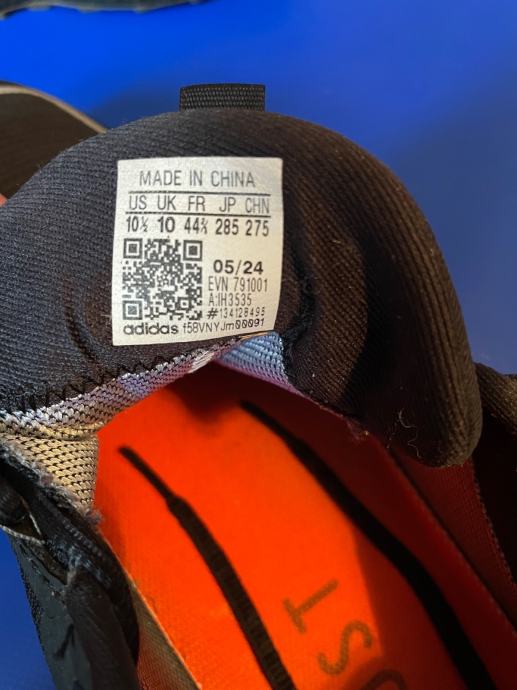 MADE IN CHINA
US UK FR JP CHN
10½ 10 44⅔ 285 275
05/24
EVN 791001
A:IH3535
#134128495
adidas f58VNYJm00091